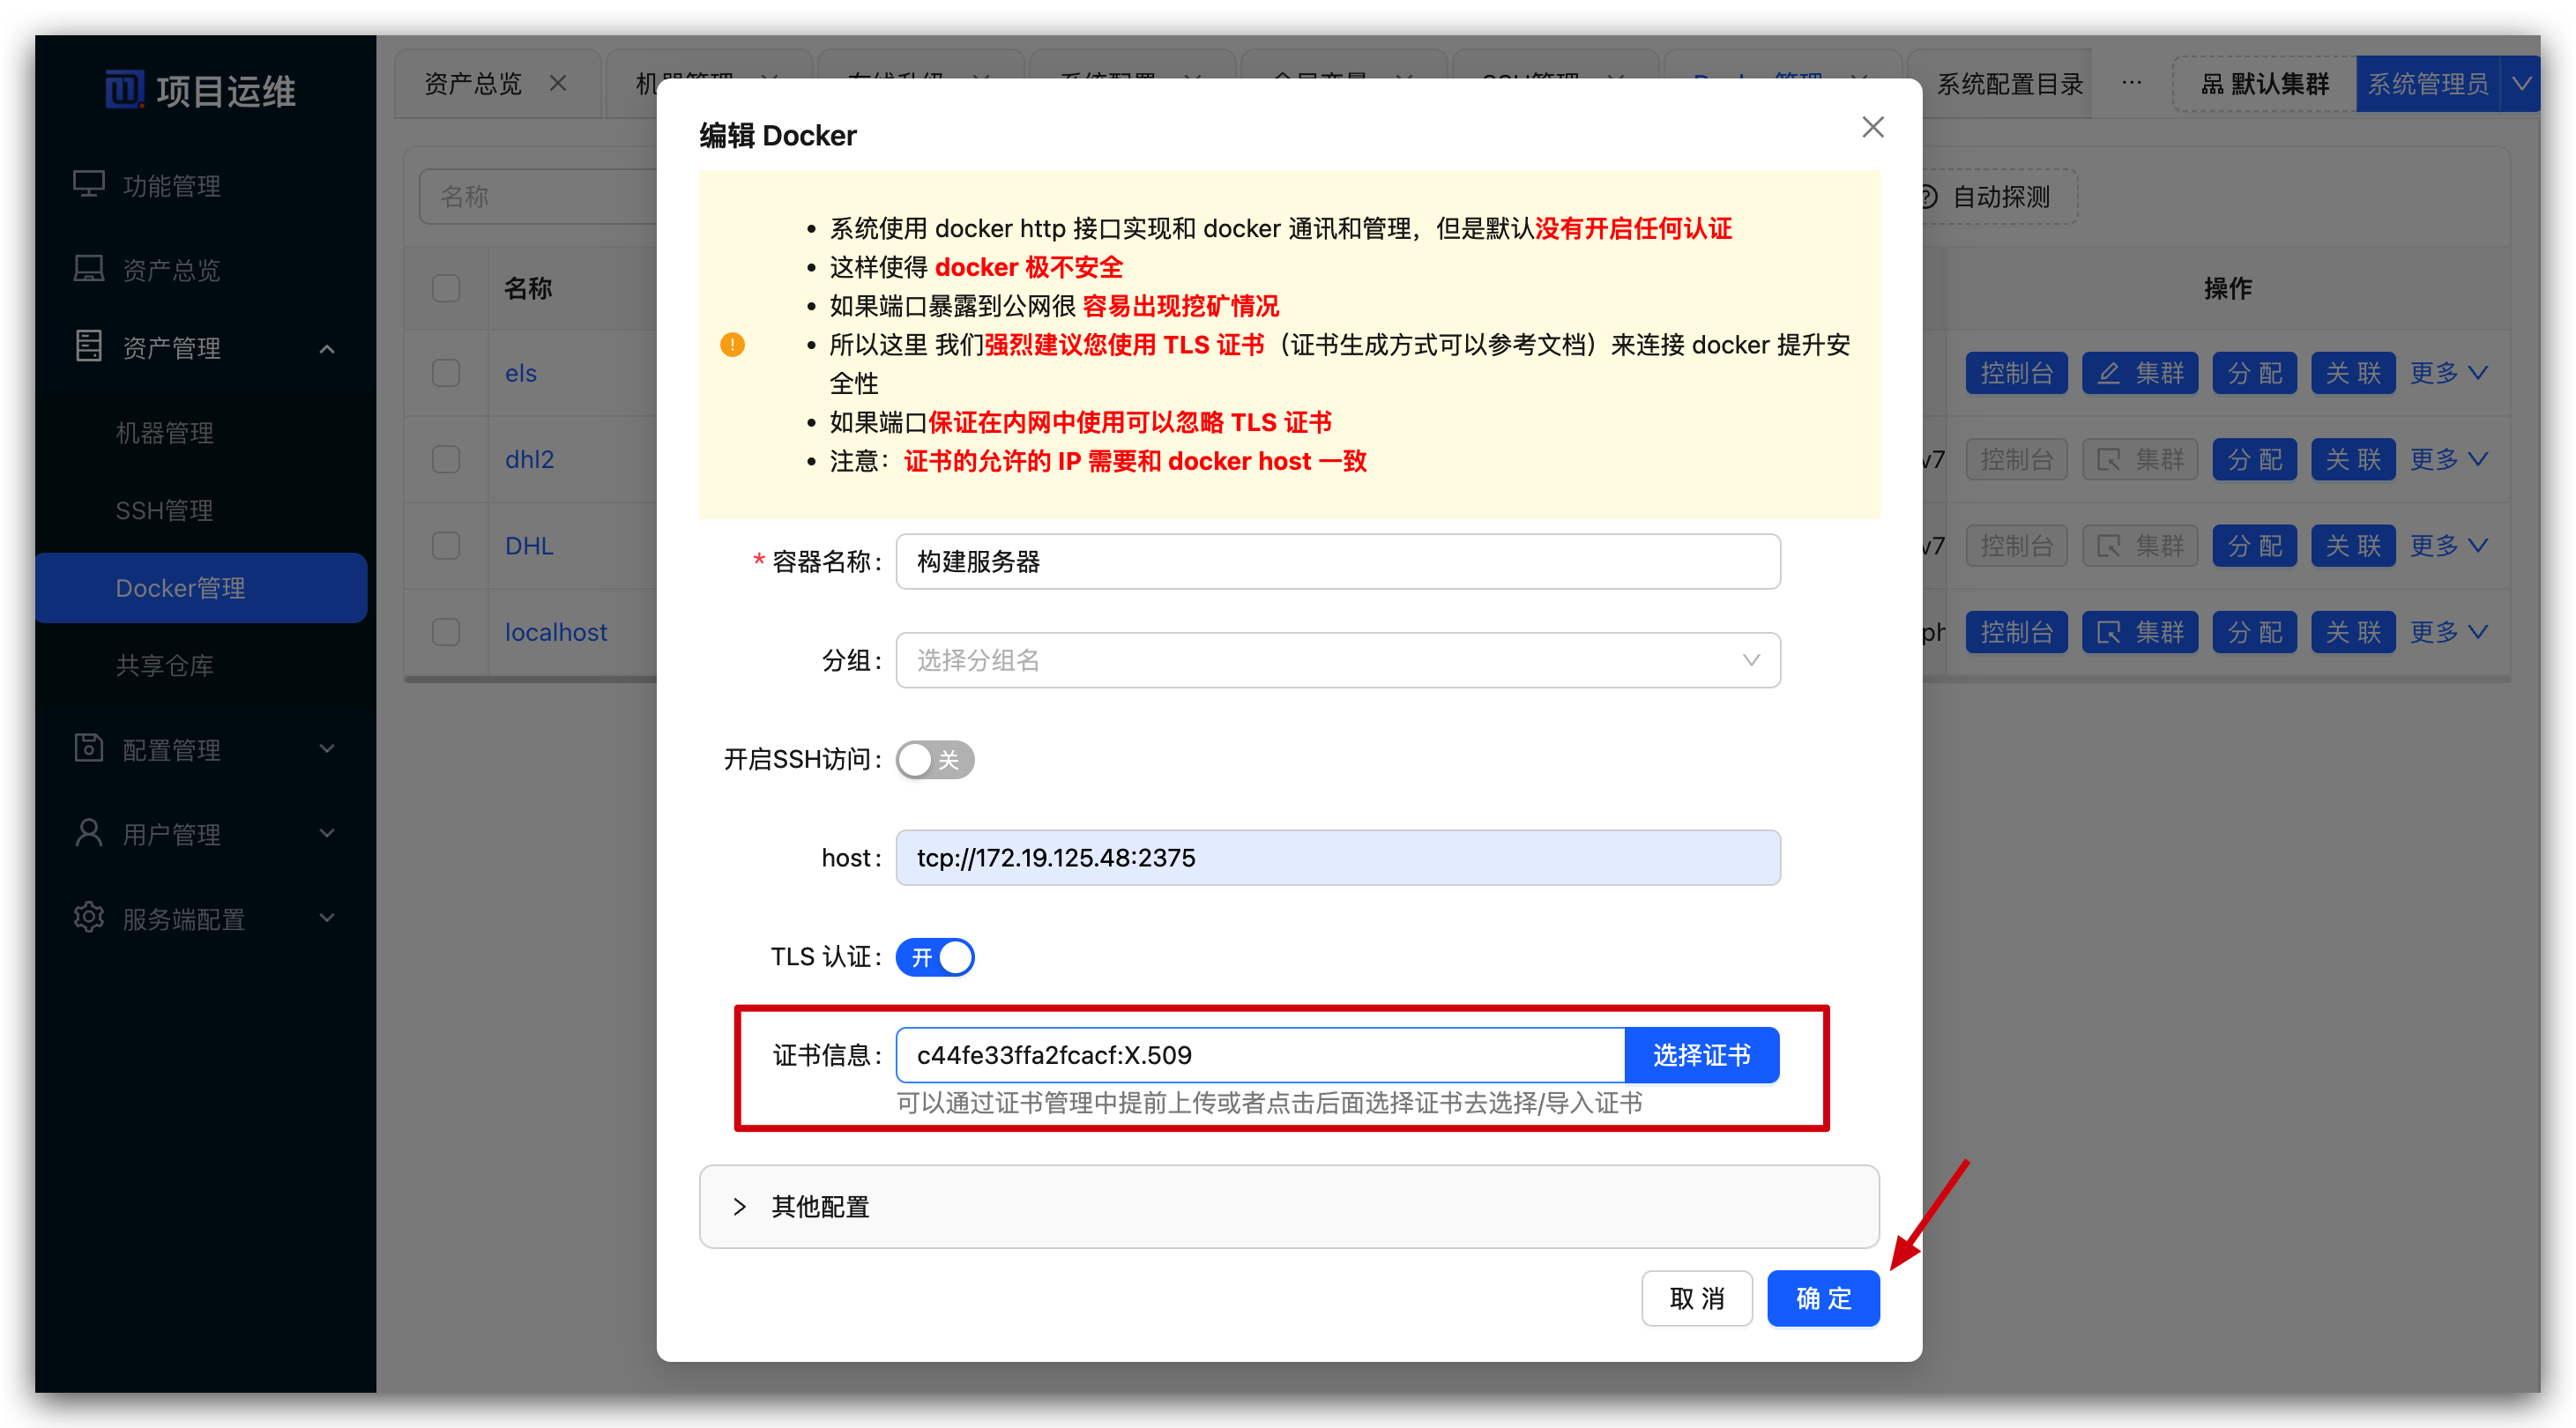 项目运维
功能管理
资产总览
资产管理
机器管理
SSH管理
Docker管理
共享仓库
配置管理
用户管理
服务端配置
资产总览
系统配置目录
···
默认集群
系统管理员
名称
自动探测
名称
操作
els
控制台 集群 分 配 关 联 更多
dhl2
v7 控制台 集群 分 配 关 联 更多
DHL
v7 控制台 集群 分 配 关 联 更多
localhost
ph 控制台 集群 分 配 关 联 更多
编辑 Docker
系统使用 docker http 接口实现和 docker 通讯和管理，但是默认没有开启任何认证
这样使得 docker 极不安全
如果端口暴露到公网很 容易出现挖矿情况
所以这里 我们强烈建议您使用 TLS 证书（证书生成方式可以参考文档）来连接 docker 提升安
全性
如果端口保证在内网中使用可以忽略 TLS 证书
注意：证书的允许的 IP 需要和 docker host 一致
* 容器名称: 构建服务器
分组: 选择分组名
开启SSH访问: 关
host: tcp://172.19.125.48:2375
TLS 认证: 开
证书信息: c44fe33ffa2fcacf:X.509 选择证书
可以通过证书管理中提前上传或者点击后面选择证书去选择/导入证书
其他配置
取 消 确 定